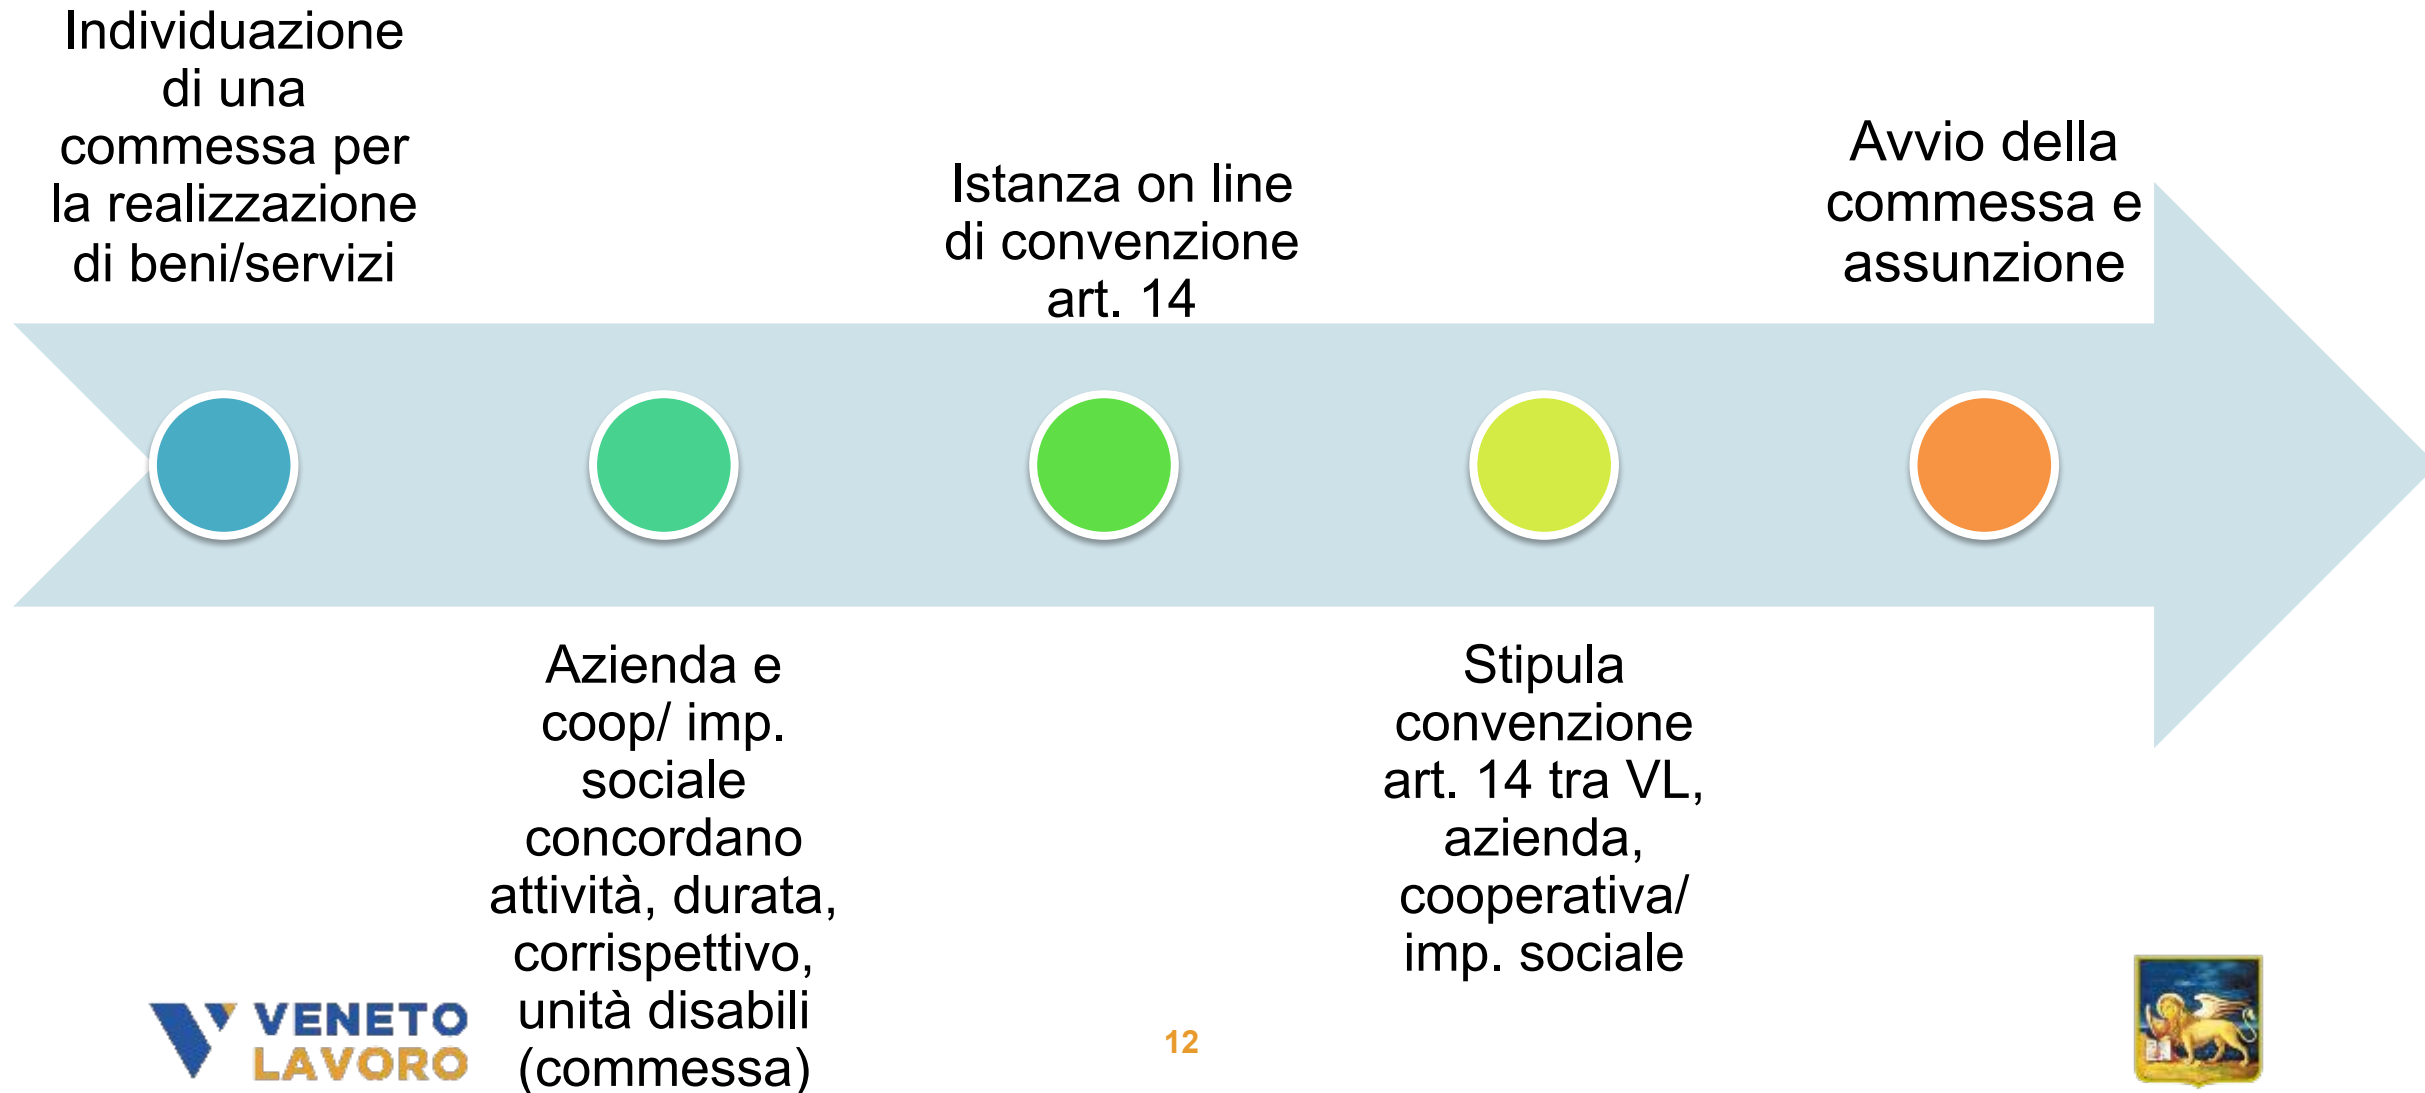 Individuazione
di una
commessa per
la realizzazione
di beni/servizi
Azienda e
coop/ imp.
sociale
concordano
attività, durata,
corrispettivo,
unità disabili
(commessa)
Istanza on line
di convenzione
art. 14
Stipula
convenzione
art. 14 tra VL,
azienda,
cooperativa/
imp. sociale
Avvio della
commessa e
assunzione
VENETO
LAVORO
12